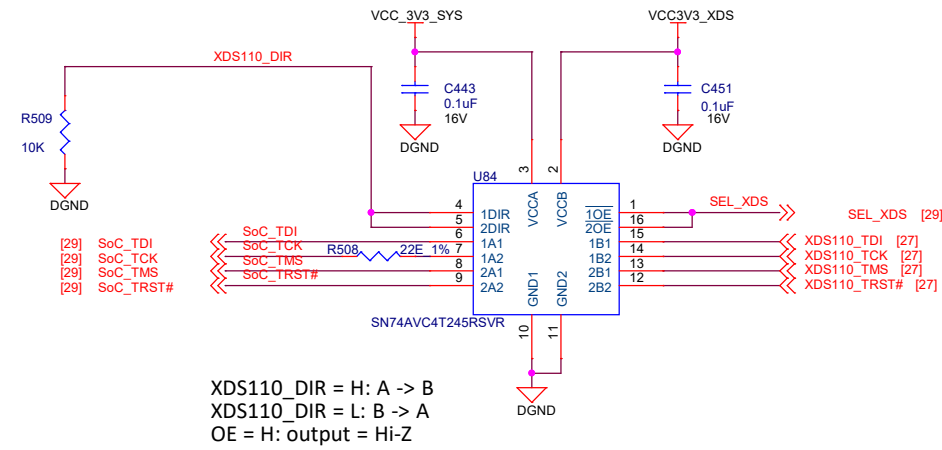 VCC_3V3_SYS
VCC3V3_XDS
XDS110_DIR
C443
0.1uF
16V
C451
0.1uF
16V
R509
10K
DGND
DGND
DGND
3
2
U84
VCCA
VCCB
4
1DIR
1OE
1
SEL_XDS
SEL_XDS [29]
5
2DIR
2OE
16
[29] SoC_TDI
SoC_TDI
6
1A1
1B1
15
XDS110_TDI [27]
[29] SoC_TCK
SoC_TCK
R508
22E 1%
7
1A2
1B2
14
XDS110_TCK [27]
[29] SoC_TMS
SoC_TMS
8
2A1
2B1
13
XDS110_TMS [27]
[29] SoC_TRST#
SoC_TRST#
9
2A2
2B2
12
XDS110_TRST# [27]
GND1
GND2
SN74AVC4T245RSVR
10
11
DGND
XDS110_DIR = H: A -> B
XDS110_DIR = L: B -> A
OE = H: output = Hi-Z